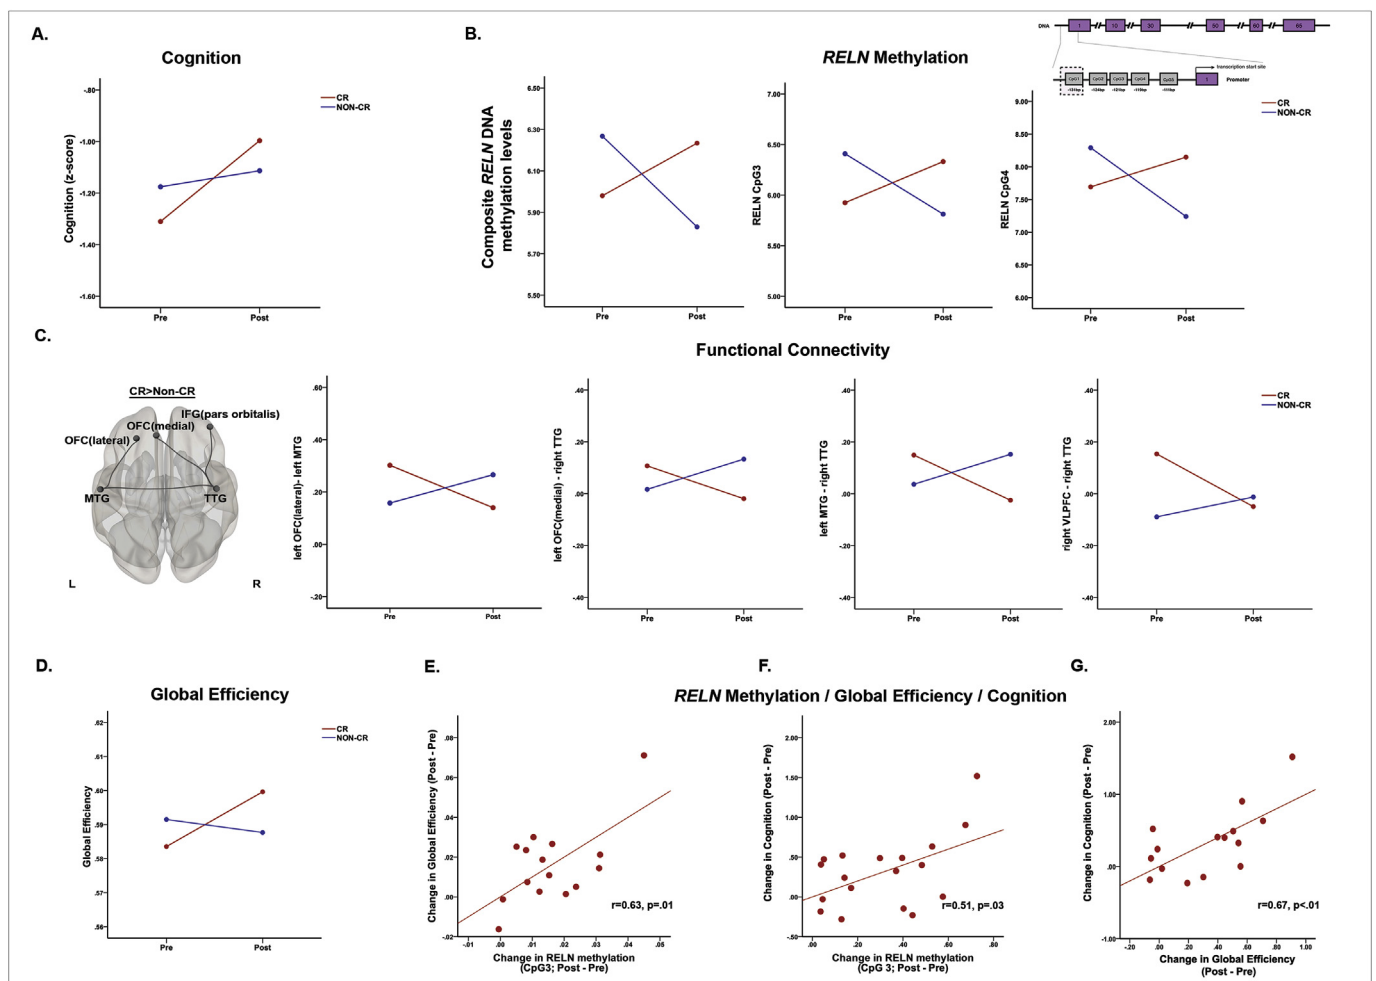 A.
Cognition
CR
NON-CR
Cognition (z-score)
-.80
-1.00
-1.20
-1.40
-1.60
Pre Post
B.
RELN Methylation
DNA
1 10 30 50 60 65
CpG1 CpG2 CpG3 CpG4 CpG5 1
transcription start site
Promoter
Composite RELN DNA
methylation levels
6.50
6.30
6.10
5.90
5.70
5.50
Pre Post
RELN CpG3
7.00
6.50
6.00
5.50
5.00
Pre Post
RELN CpG4
9.00
8.50
8.00
7.50
7.00
6.50
6.00
Pre Post
CR
NON-CR
C.
Functional Connectivity
CR>Non-CR
IFG(pars orbitalis)
OFC(medial)
OFC(lateral)
MTG TTG
L R
left OFC(lateral)- left MTG
.60
.40
.20
.00
-.20
Pre Post
left OFC(medial) - right TTG
.40
.20
.00
-.20
-.40
Pre Post
left MTG - right TTG
.40
.20
.00
-.20
-.40
Pre Post
right VLPFC - right TTG
.40
.20
.00
-.20
-.40
Pre Post
CR
NON-CR
D.
Global Efficiency
CR
NON-CR
Global Efficiency
.62
.61
.60
.59
.58
.57
.56
Pre Post
RELN Methylation / Global Efficiency / Cognition
E.
Change in Global Efficiency (Post - Pre)
.08
.06
.04
.02
.00
-.02
r=0.63, p=.01
-.01 .00 .01 .02 .03 .04 .05
Change in RELN methylation
(CpG3; Post - Pre)
F.
Change in Cognition (Post - Pre)
2.00
1.50
1.00
.50
.00
-.50
r=0.51, p=.03
.00 .20 .40 .60 .80
Change in RELN methylation
(CpG 3; Post - Pre)
G.
Change in Cognition (Post - Pre)
2.00
1.00
.00
-1.00
r=0.67, p<.01
-.20 .00 .20 .40 .60 .80 1.00
Change in Global Efficiency
(Post - Pre)